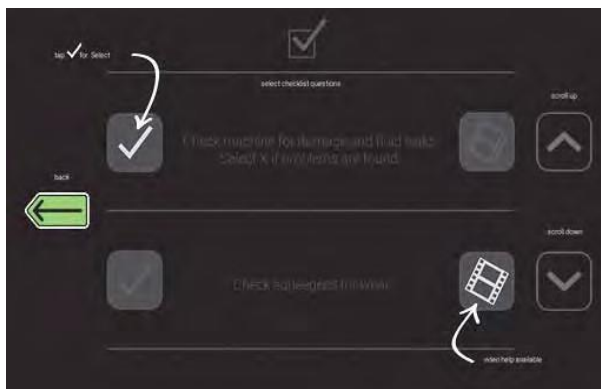 tap ✓ for Select
select checklist questions
scroll up
Check machine for damage and fluid leaks.
Select X if problems are found.
back
scroll down
Check squeegees for wear.
video help available